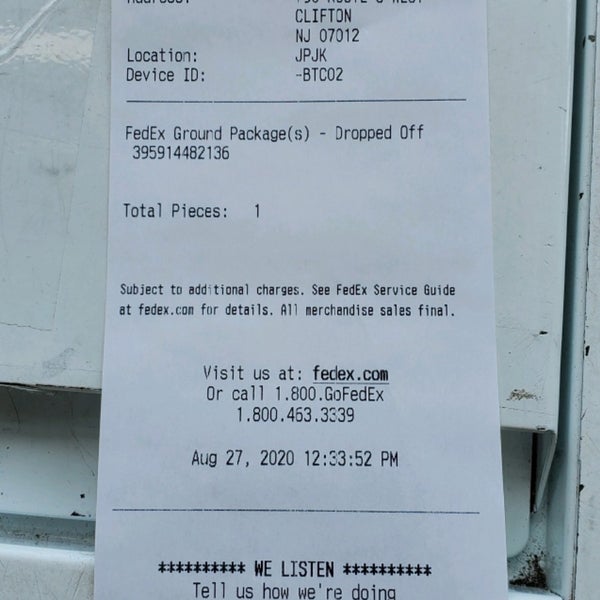 CLIFTON
NJ 07012
Location: JPJK
Device ID: -BTC02
FedEx Ground Package(s) - Dropped Off
395914482136
Total Pieces: 1
Subject to additional charges. See FedEx Service Guide
at fedex.com for details. All merchandise sales final.
Visit us at: fedex.com
Or call 1.800.GoFedEx
1.800.463.3339
Aug 27, 2020 12:33:52 PM
********** WE LISTEN **********
Tell us how we're doing